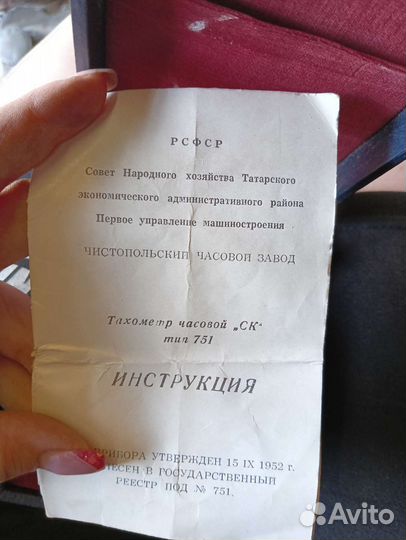 РСФСР
Совет Народного хозяйства Татарского
экономического административного района
Первое управление машиностроения
ЧИСТОПОЛЬСКИЙ ЧАСОВОЙ ЗАВОД
Тахометр часовой „СК"
тип 751
ИНСТРУКЦИЯ
ПРИБОРА УТВЕРЖДЕН 15 IX 1952 г.
В ГОСУДАРСТВЕННЫЙ
РЕЕСТР ПОД № 751.
Avito